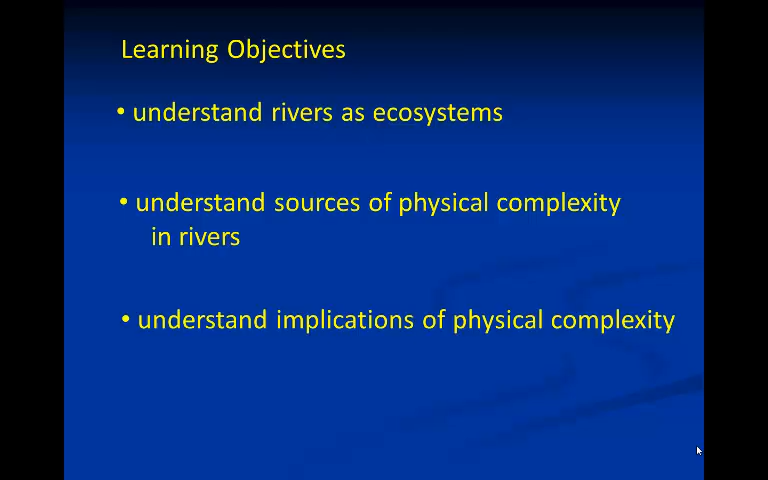 Learning Objectives
• understand rivers as ecosystems
• understand sources of physical complexity
in rivers
• understand implications of physical complexity